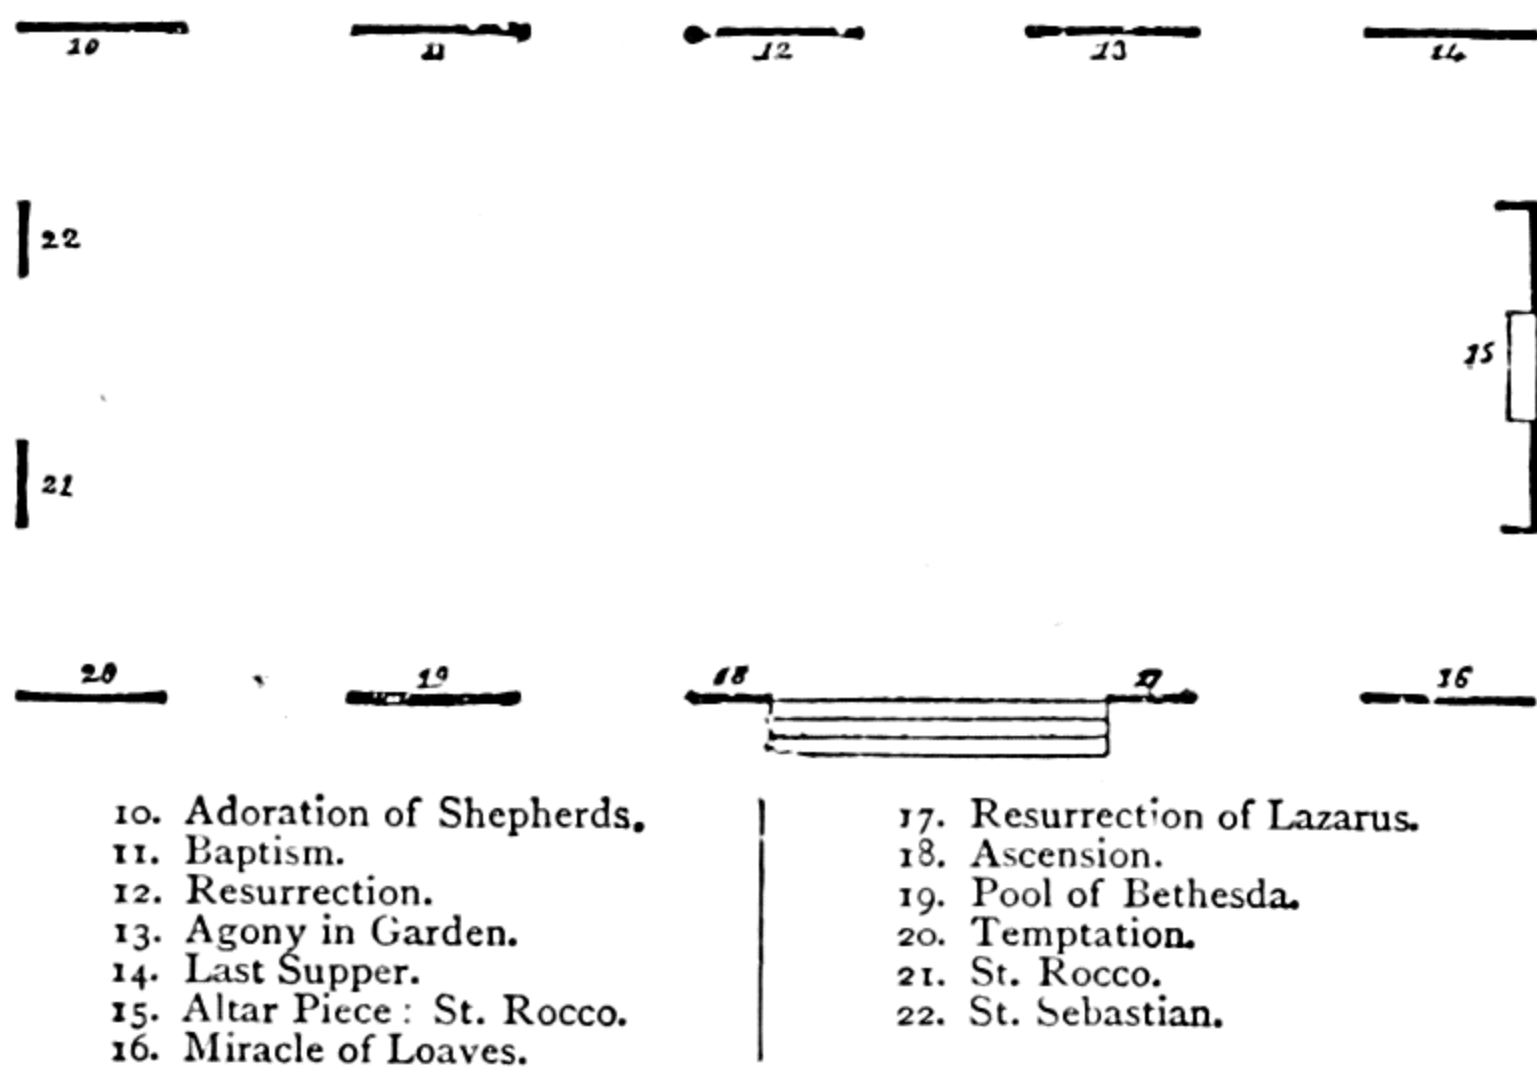 10 11 12 13 14
22
15
21
20 19 18 17 16
10. Adoration of Shepherds.
11. Baptism.
12. Resurrection.
13. Agony in Garden.
14. Last Supper.
15. Altar Piece : St. Rocco.
16. Miracle of Loaves.
17. Resurrection of Lazarus.
18. Ascension.
19. Pool of Bethesda.
20. Temptation.
21. St. Rocco.
22. St. Sebastian.